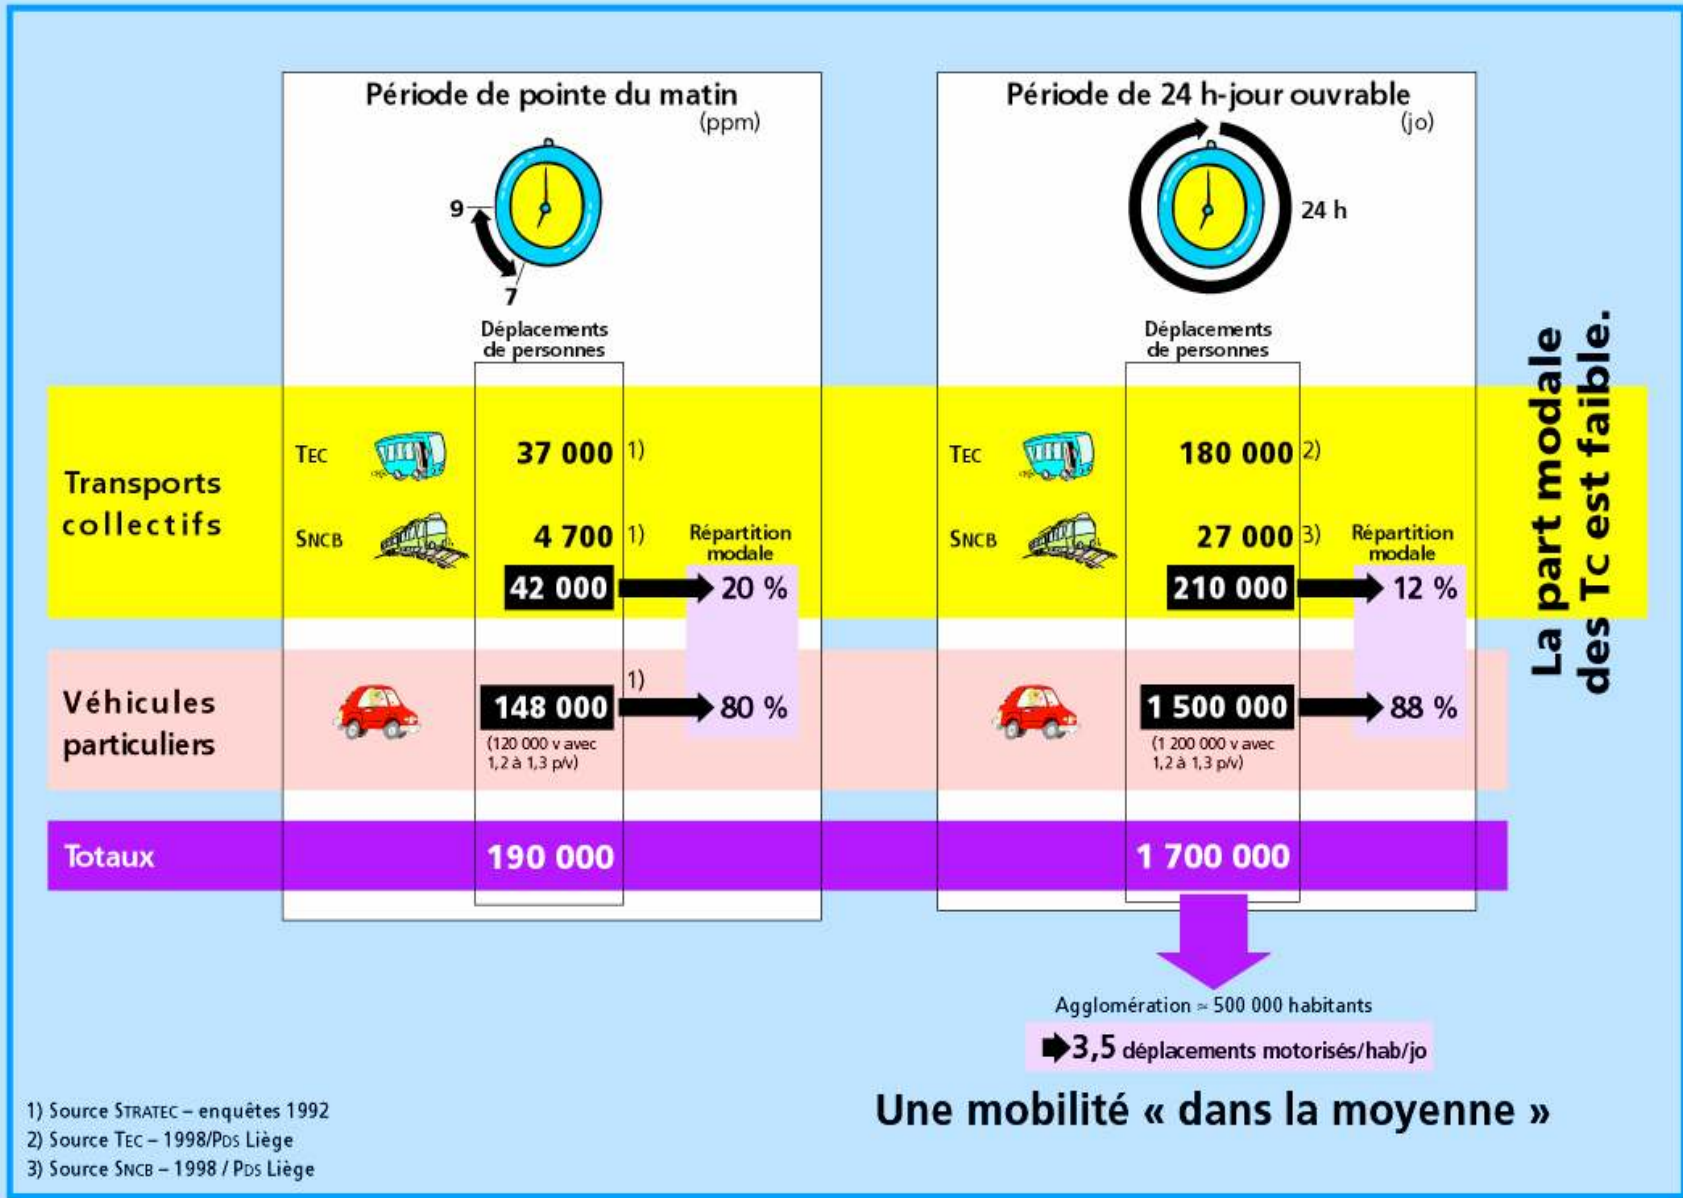 Période de pointe du matin
(ppm)
9
7
Déplacements
de personnes
Période de 24 h-jour ouvrable
(jo)
24 h
Déplacements
de personnes
Transports
collectifs
TEC
37 000 1)
SNCB
4 700 1)
Répartition
modale
42 000
20 %
TEC
180 000 2)
SNCB
27 000 3)
Répartition
modale
210 000
12 %
Véhicules
particuliers
148 000 1)
80 %
(120 000 v avec
1,2 à 1,3 p/v)
1 500 000
88 %
(1 200 000 v avec
1,2 à 1,3 p/v)
Totaux
190 000
1 700 000
La part modale
des TC est faible.
Agglomération ≈ 500 000 habitants
3,5 déplacements motorisés/hab/jo
Une mobilité « dans la moyenne »
1) Source STRATEC – enquêtes 1992
2) Source TEC – 1998/PDS Liège
3) Source SNCB – 1998 / PDS Liège